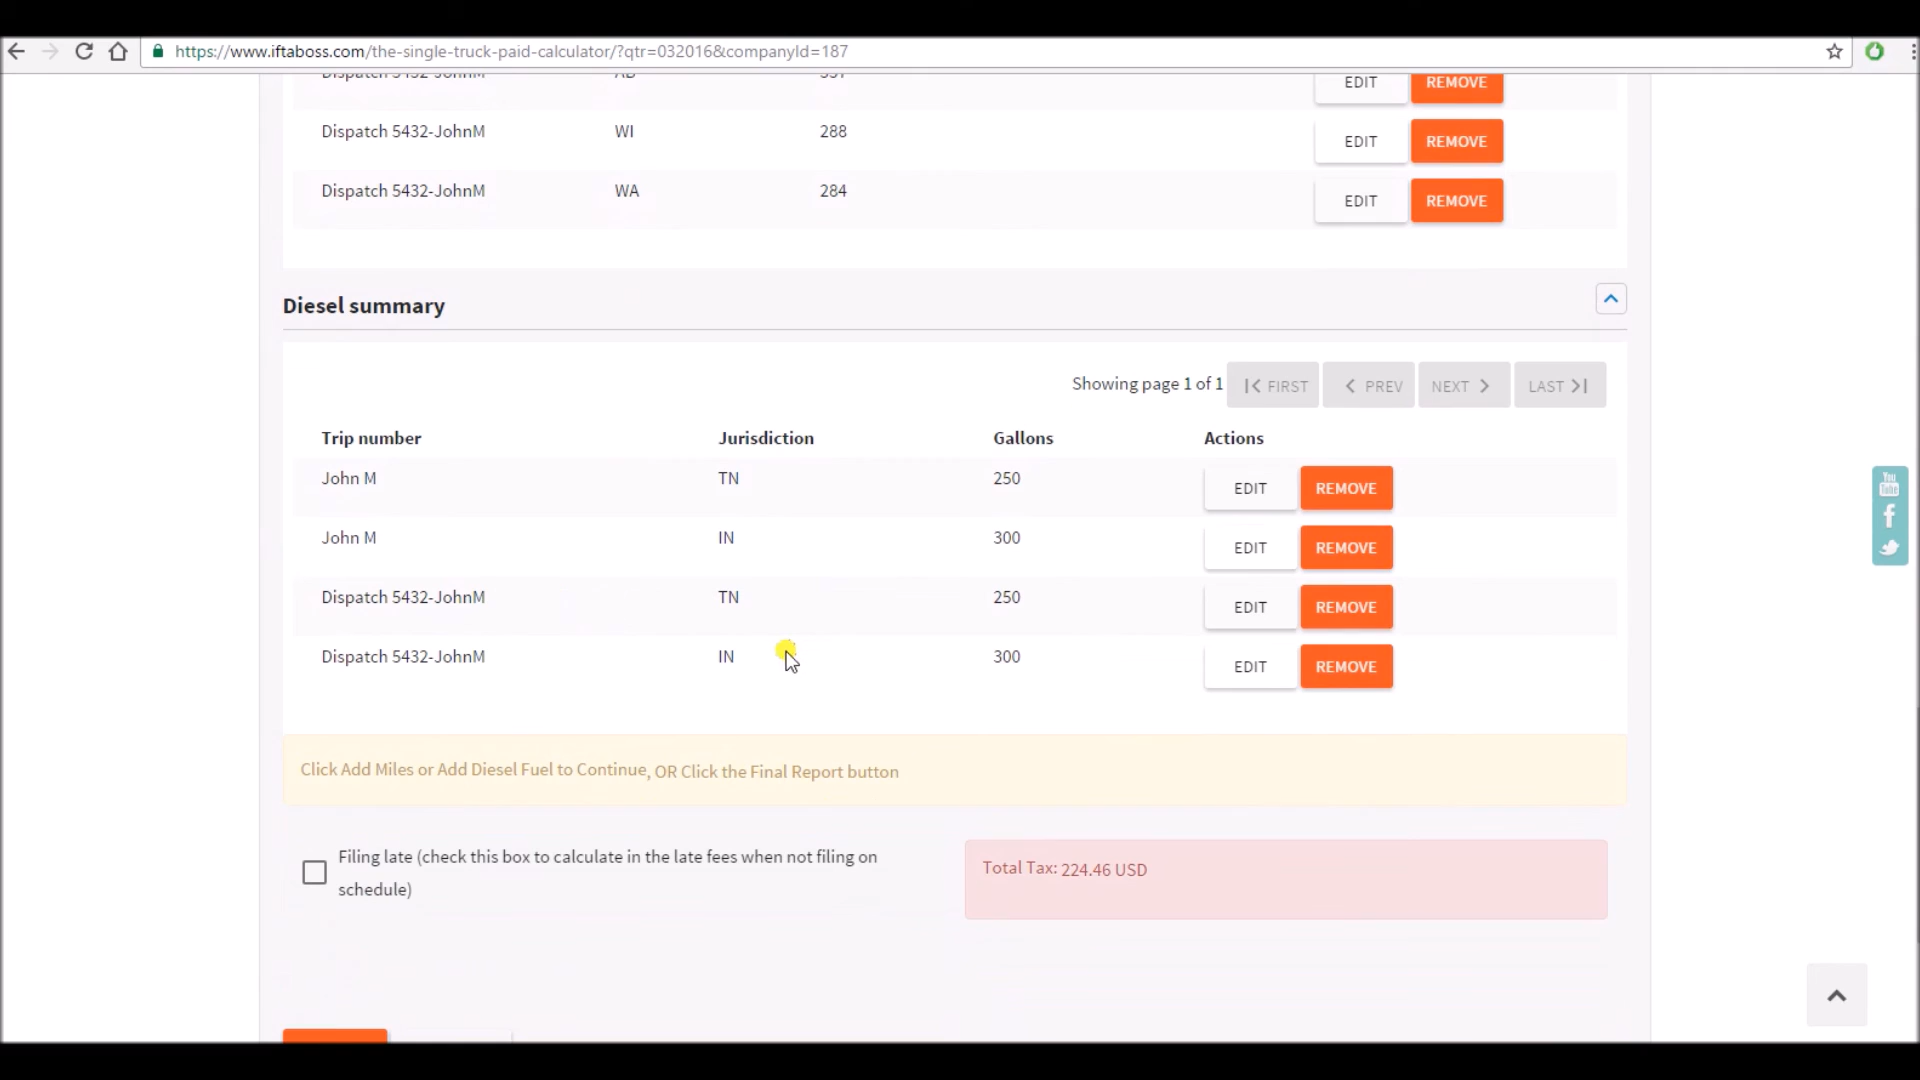 https://www.iftaboss.com/the-single-truck-paid-calculator/?qtr=032016&companyId=187
Dispatch 5432-JohnM EDIT REMOVE
Dispatch 5432-JohnM WI 288 EDIT REMOVE
Dispatch 5432-JohnM WA 284 EDIT REMOVE
Diesel summary
Showing page 1 of 1 FIRST PREV NEXT LAST
Trip number Jurisdiction Gallons Actions
John M TN 250 EDIT REMOVE
John M IN 300 EDIT REMOVE
Dispatch 5432-JohnM TN 250 EDIT REMOVE
Dispatch 5432-JohnM IN 300 EDIT REMOVE
You Tube
Click Add Miles or Add Diesel Fuel to Continue, OR Click the Final Report button
Filing late (check this box to calculate in the late fees when not filing on
schedule)
Total Tax: 224.46 USD